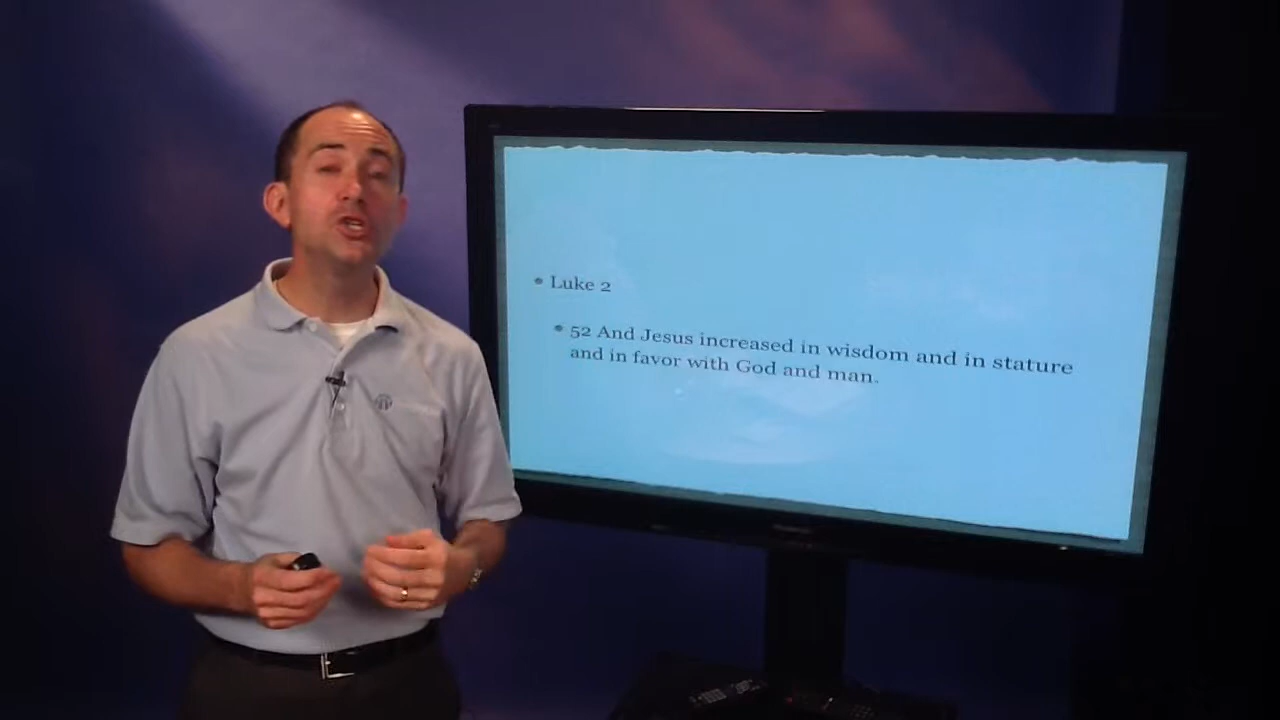 Luke 2
52 And Jesus increased in wisdom and in stature
and in favor with God and man.